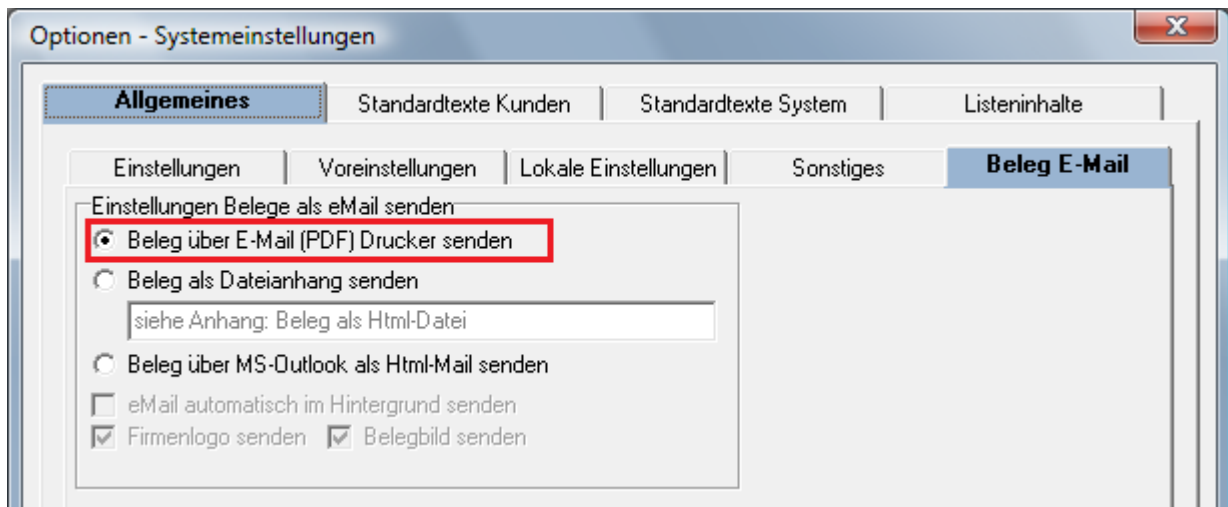 Optionen - Systemeinstellungen
Allgemeines Standardtexte Kunden Standardtexte System Listeninhalte
Einstellungen Voreinstellungen Lokale Einstellungen Sonstiges Beleg E-Mail
Einstellungen Belege als eMail senden
Beleg über E-Mail (PDF) Drucker senden
Beleg als Dateianhang senden
siehe Anhang: Beleg als Html-Datei
Beleg über MS-Outlook als Html-Mail senden
eMail automatisch im Hintergrund senden
Firmenlogo senden Belegbild senden